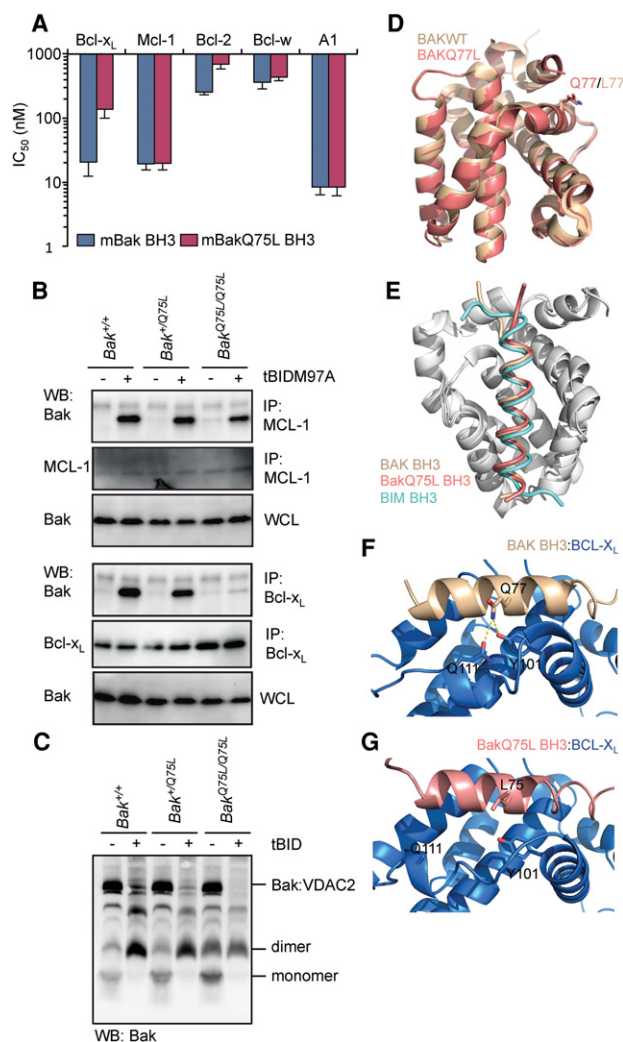 A
Bcl-xL Mcl-1 Bcl-2 Bcl-w A1
1000
100
10
1
IC50 (nM)
mBak BH3 mBakQ75L BH3
B
Bak+/+ Bak+/Q75L BakQ75L/Q75L
- + - + - + tBIDM97A
WB:
Bak
IP:
MCL-1
MCL-1
IP:
MCL-1
Bak WCL
WB:
Bak
IP:
Bcl-xL
Bcl-xL
IP:
Bcl-xL
Bak WCL
C
Bak+/+ Bak+/Q75L BakQ75L/Q75L
- + - + - + tBID
Bak:VDAC2
dimer
monomer
WB: Bak
D
BAKWT
BAKQ77L
Q77/L77
E
BAK BH3
BakQ75L BH3
BIM BH3
F
BAK BH3:BCL-XL
Q77
Q111 Y101
G
BakQ75L BH3:BCL-XL
L75
Q111
Y101